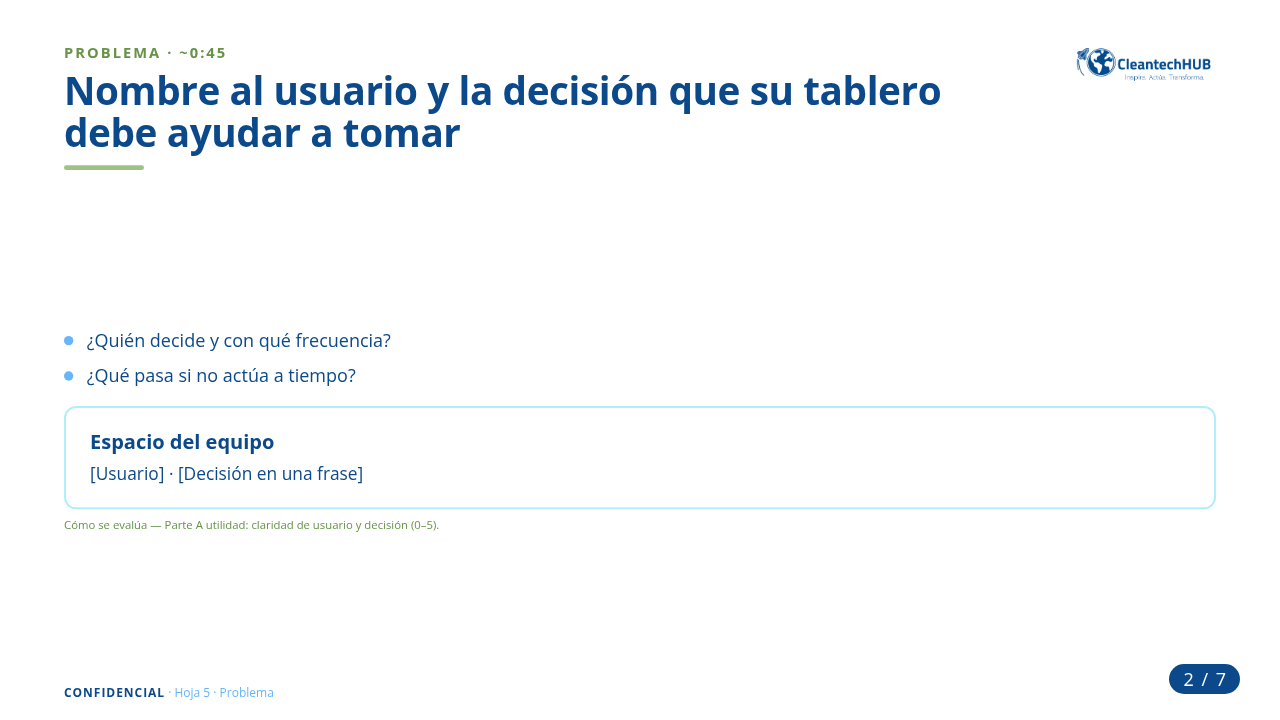 PROBLEMA · ~0:45
CleantechHUB
Inspira. Actúa. Transforma.
Nombre al usuario y la decisión que su tablero
debe ayudar a tomar
¿Quién decide y con qué frecuencia?
¿Qué pasa si no actúa a tiempo?
Espacio del equipo
[Usuario] · [Decisión en una frase]
Cómo se evalúa — Parte A utilidad: claridad de usuario y decisión (0–5).
CONFIDENCIAL · Hoja 5 · Problema
2 / 7